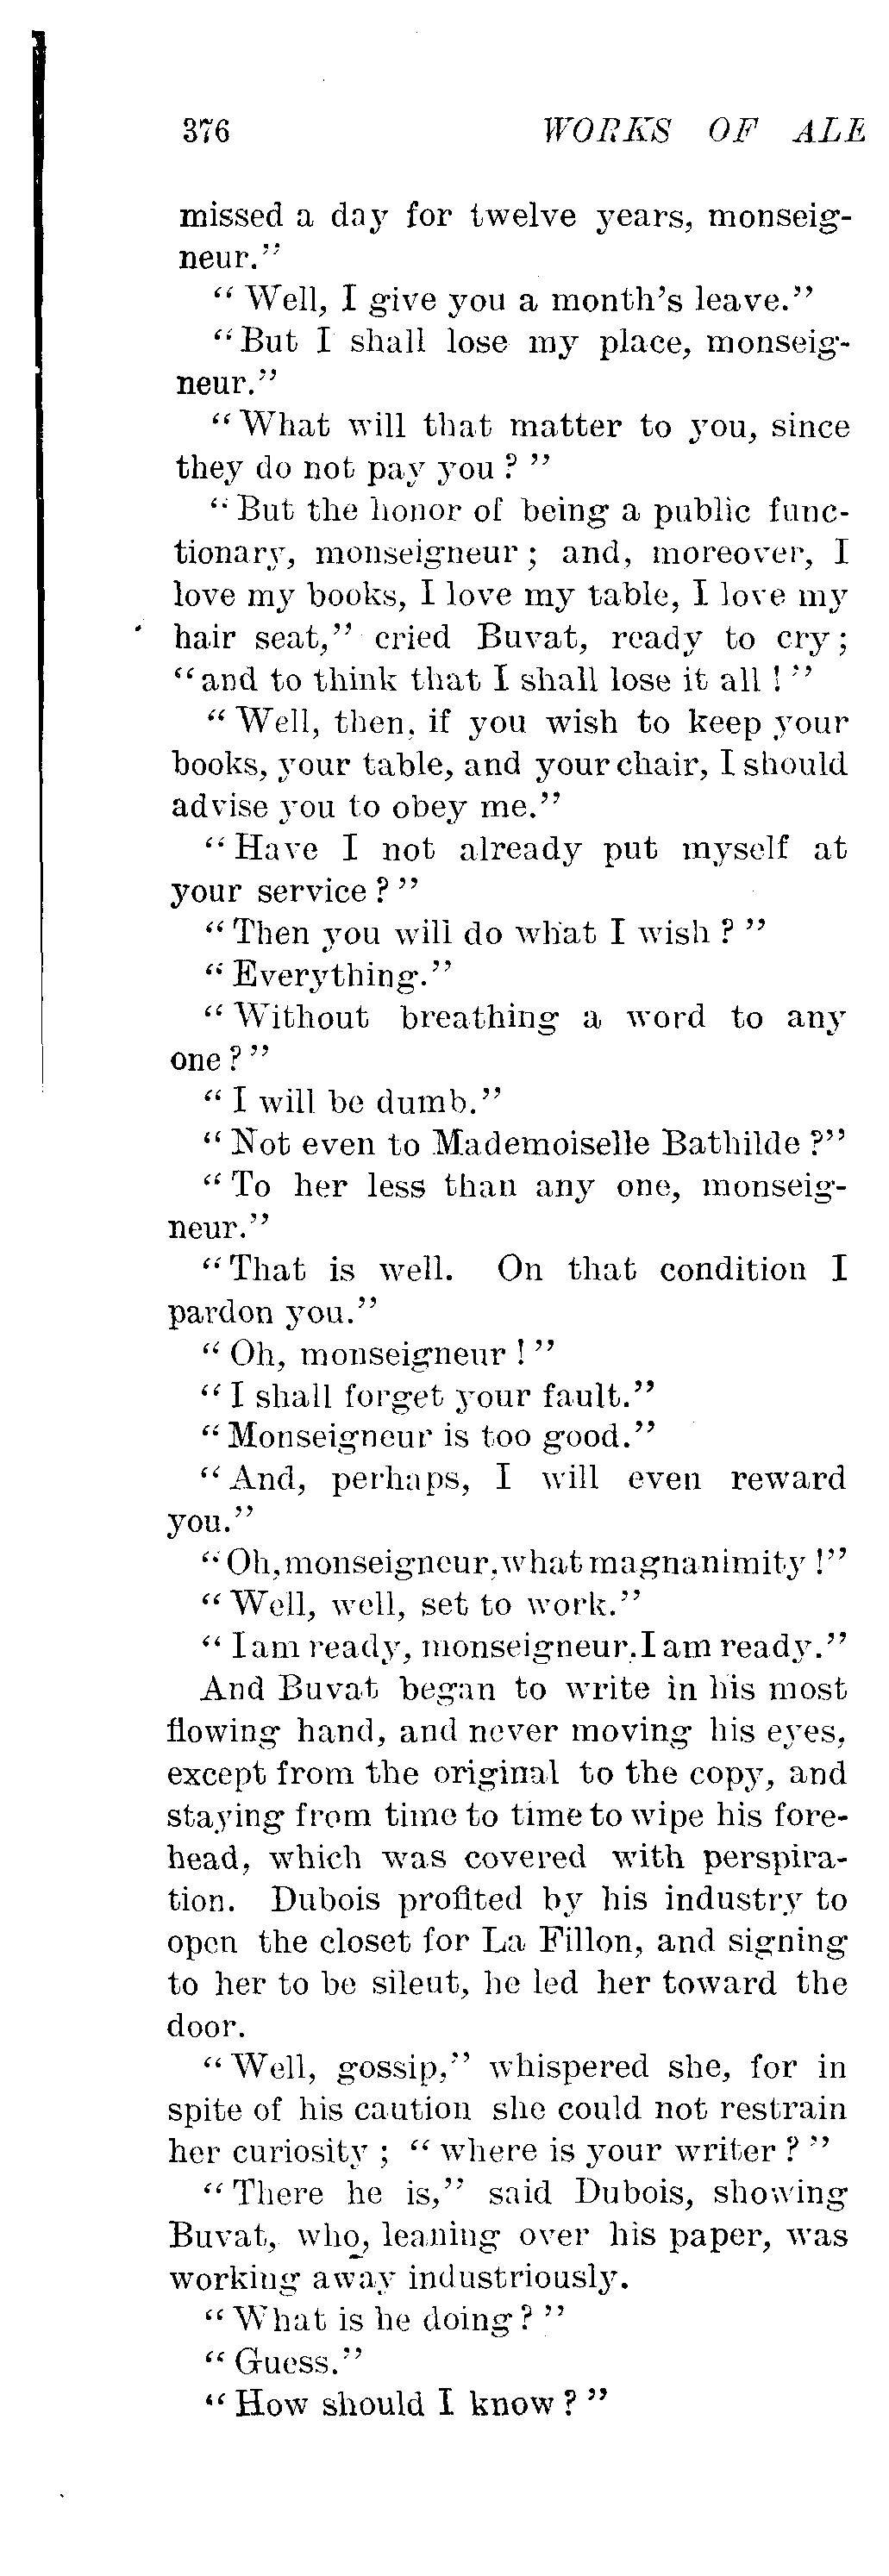 376 WORKS OF ALE
missed a day for twelve years, monseig-
neur."
"Well, I give you a month's leave."
"But I shall lose my place, monseig-
neur."
"What will that matter to you, since
they do not pay you?"
"But the honor of being a public func-
tionary, monseigneur; and, moreover, I
love my books, I love my table, I love my
hair seat," cried Buvat, ready to cry;
"and to think that I shall lose it all!"
"Well, then, if you wish to keep your
books, your table, and your chair, I should
advise you to obey me."
"Have I not already put myself at
your service?"
"Then you will do what I wish?"
"Everything."
"Without breathing a word to any
one?"
"I will be dumb."
"Not even to Mademoiselle Bathilde?"
"To her less than any one, monseig-
neur."
"That is well. On that condition I
pardon you."
"Oh, monseigneur!"
"I shall forget your fault."
"Monseigneur is too good."
"And, perhaps, I will even reward
you."
"Oh, monseigneur, what magnanimity!"
"Well, well, set to work."
"I am ready, monseigneur. I am ready."
And Buvat began to write in his most
flowing hand, and never moving his eyes,
except from the original to the copy, and
staying from time to time to wipe his fore-
head, which was covered with perspira-
tion. Dubois profited by his industry to
open the closet for La Fillon, and signing
to her to be silent, he led her toward the
door.
"Well, gossip," whispered she, for in
spite of his caution she could not restrain
her curiosity; "where is your writer?"
"There he is," said Dubois, showing
Buvat, who, leaning over his paper, was
working away industriously.
"What is he doing?"
"Guess."
"How should I know?"